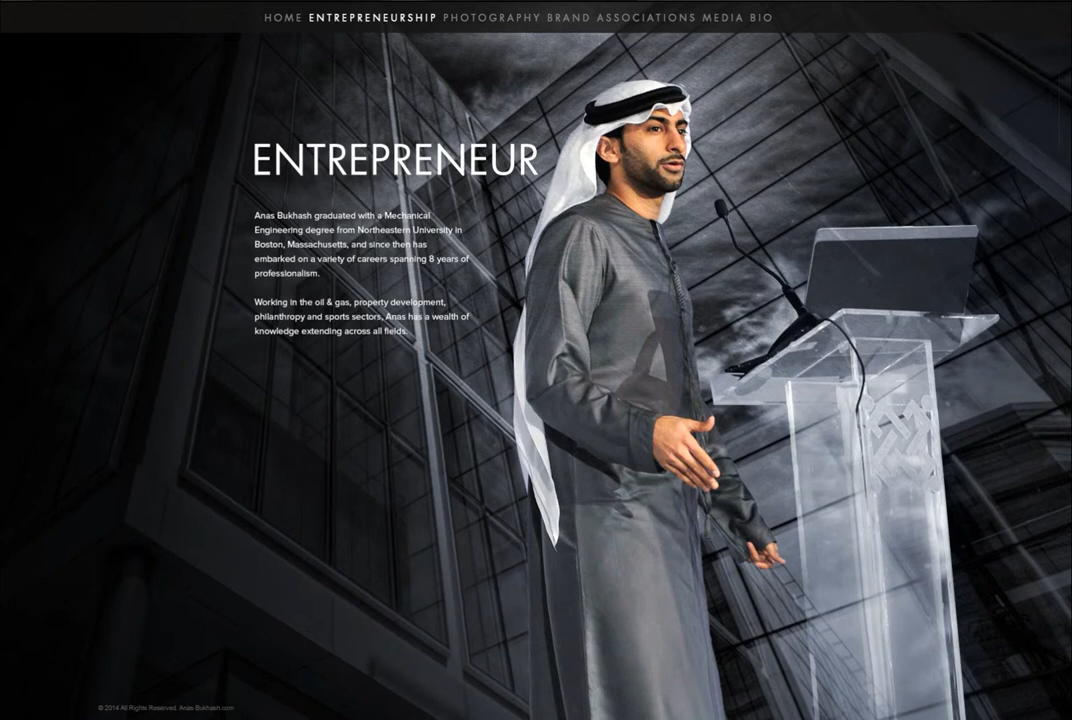 HOME ENTREPRENEURSHIP PHOTOGRAPHY BRAND ASSOCIATIONS MEDIA BIO
ENTREPRENEUR
Anas Bukhash graduated with a Mechanical
Engineering degree from Northeastern University in
Boston, Massachusetts, and since then has
embarked on a variety of careers spanning 8 years of
professionalism.
Working in the oil & gas, property development,
philanthropy and sports sectors, Anas has a wealth of
knowledge extending across all fields.
© 2014 All Rights Reserved. Anas Bukhash.com